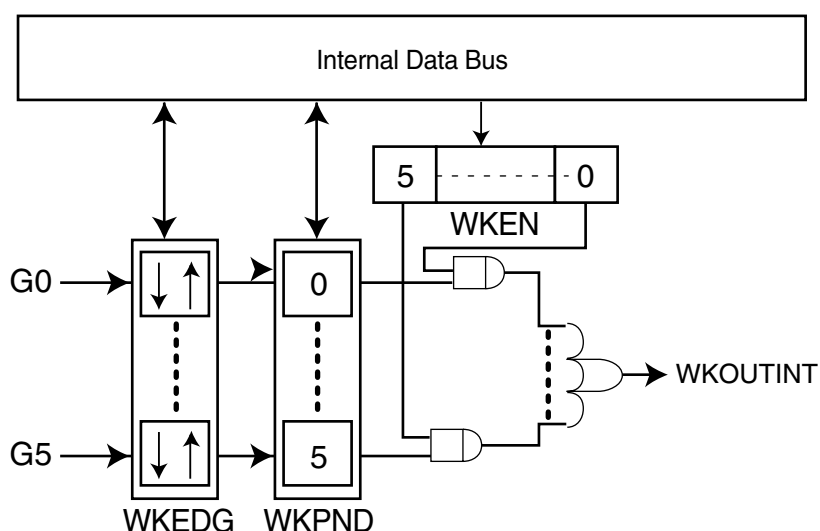 Internal Data Bus
5 0
WKEN
G0
0
WKOUTINT
G5
5
WKEDG WKPND